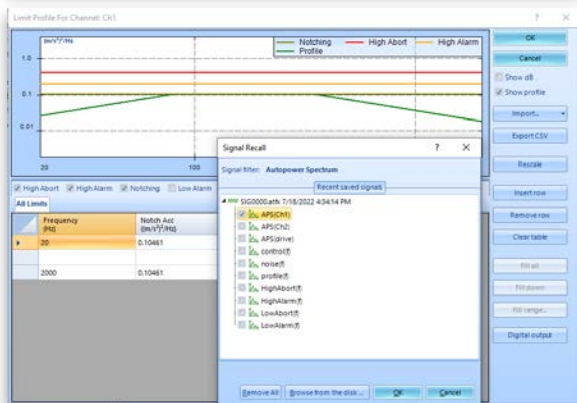 Limit Profile For Channel: Ch1
? ×
(m/s²)²/Hz
Notching
High Abort
High Alarm
Profile
1.0
0.1
0.01
20
100
OK
Cancel
Show dB
Show profile
Import...
Export CSV
Rescale
Insert row
Remove row
Clear table
Fill all
Fill down
Fill range...
Digital output
High Abort
High Alarm
Notching
Low Alarm
All Limits
Frequency
(Hz)
Notch Acc
((m/s²)²/Hz)
20
0.10461
2000
0.10461
Signal Recall
? ×
Signal filter: Autopower Spectrum
Recent saved signals
SIG0000.atfx 7/18/2022 4:34:14 PM
APS(Ch1)
APS(Ch2)
APS(drive)
control(f)
noise(f)
profile(f)
HighAbort(f)
HighAlarm(f)
LowAbort(f)
LowAlarm(f)
Remove All
Browse from the disk ...
OK
Cancel